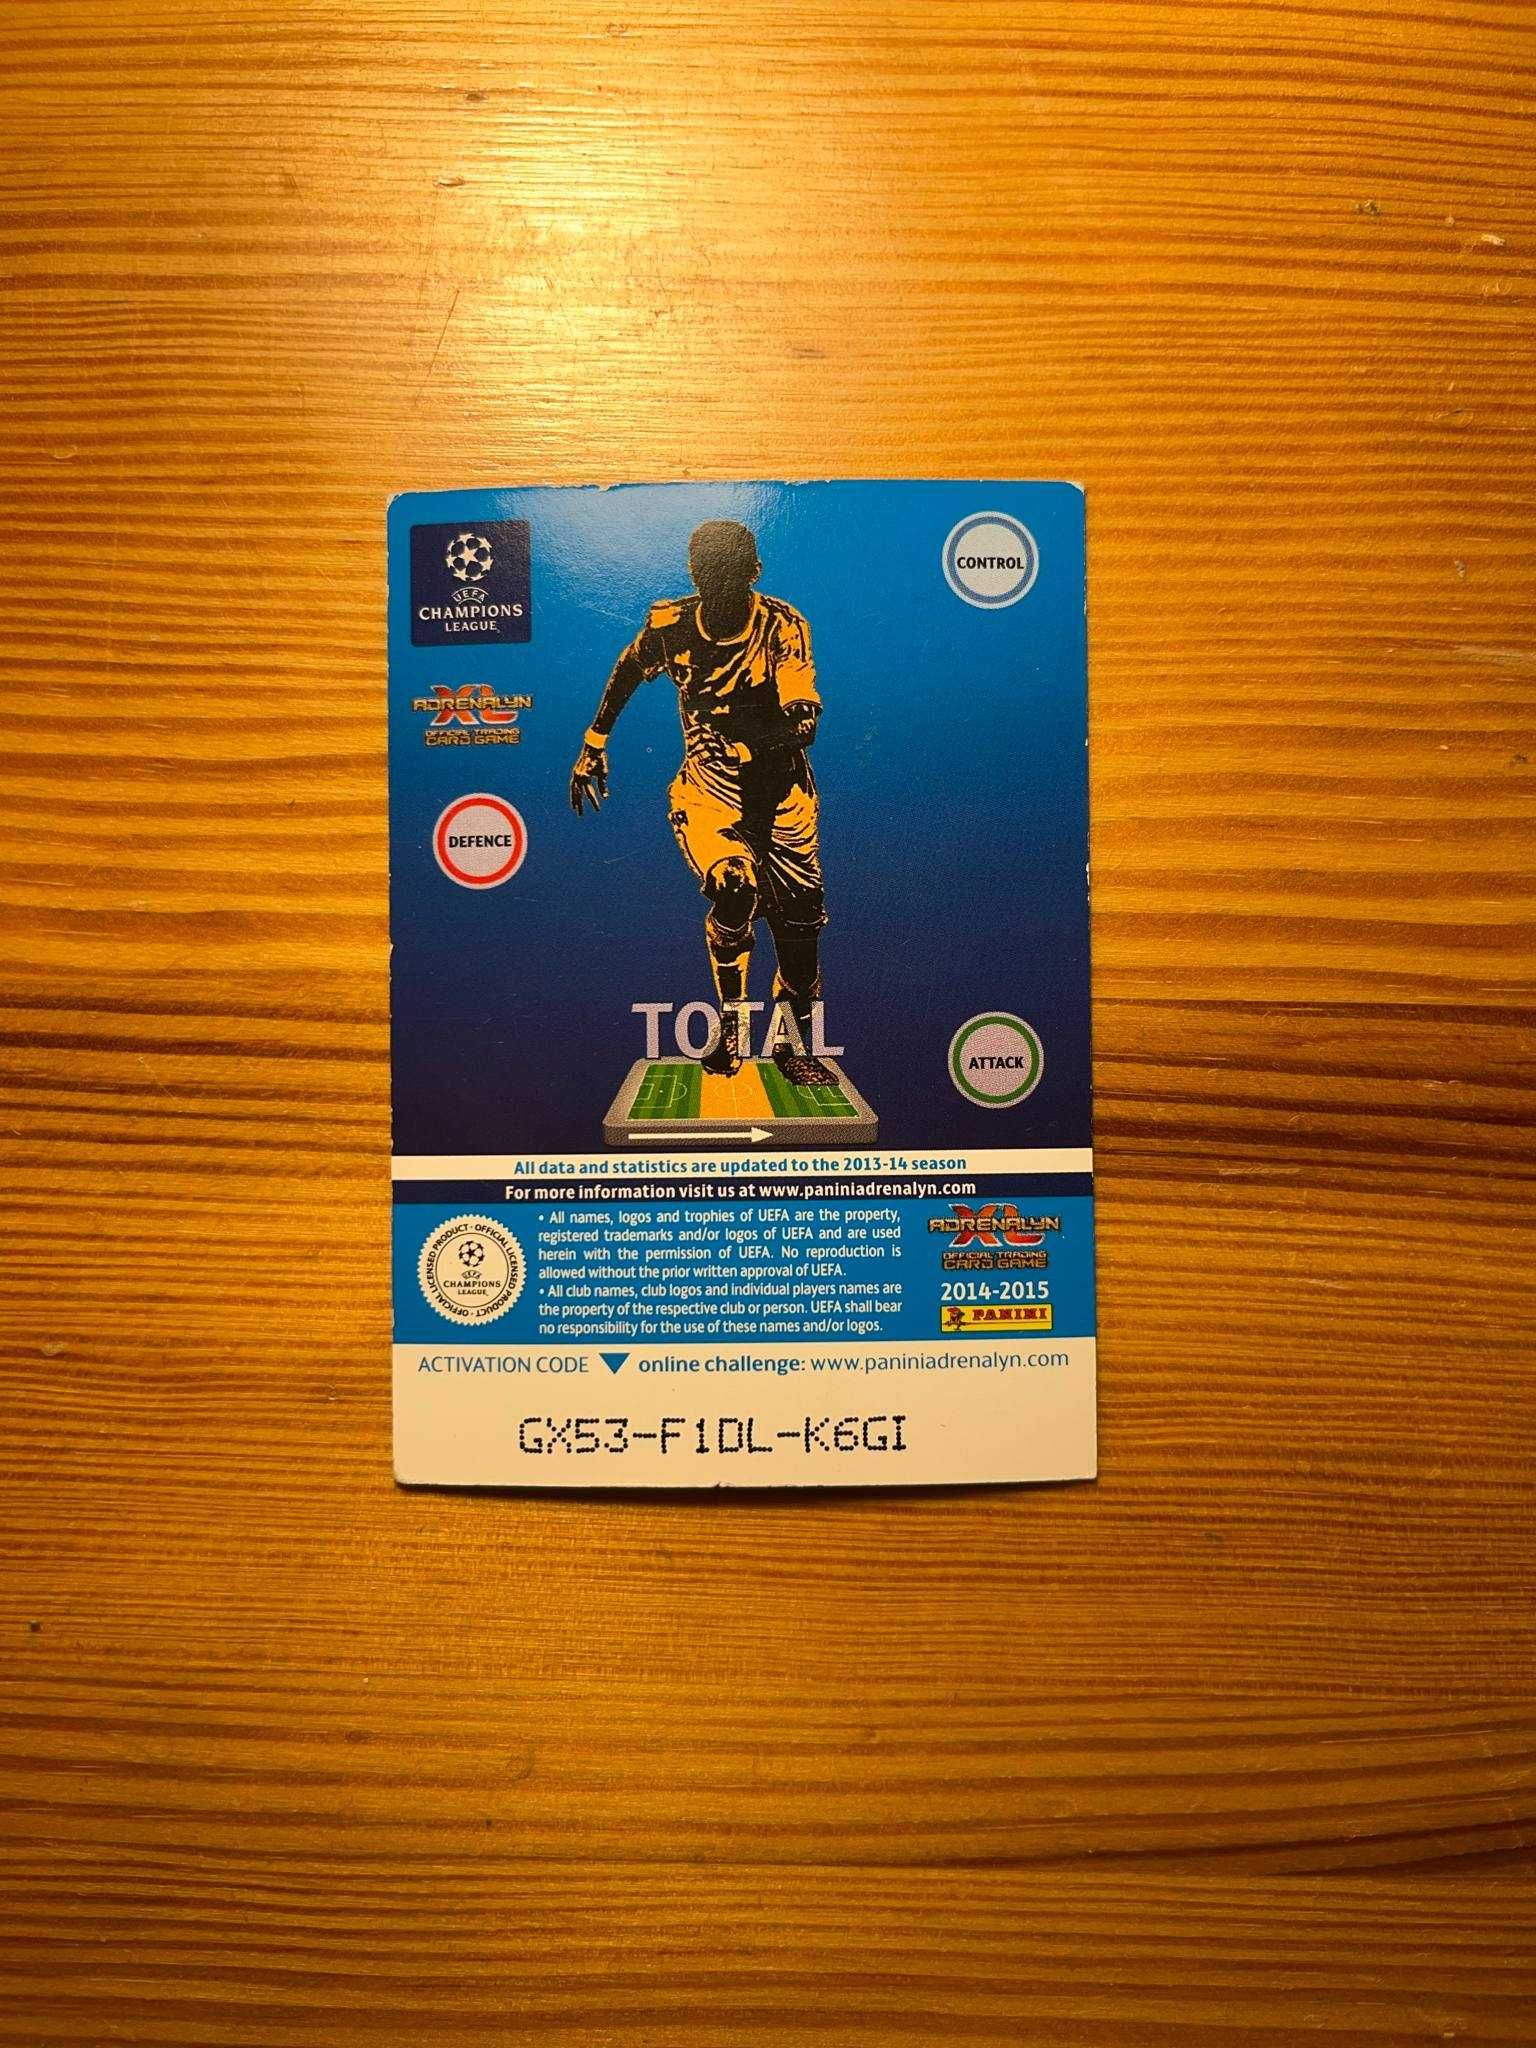 UEFA
CHAMPIONS
LEAGUE
CONTROL
ADRENALYN
XL
OFFICIAL TRADING
CARD GAME
DEFENCE
TOTAL
ATTACK
All data and statistics are updated to the 2013-14 season
For more information visit us at www.paniniadrenalyn.com
• All names, logos and trophies of UEFA are the property,
registered trademarks and/or logos of UEFA and are used
herein with the permission of UEFA. No reproduction is
allowed without the prior written approval of UEFA.
• All club names, club logos and individual players names are
the property of the respective club or person. UEFA shall bear
no responsibility for the use of these names and/or logos.
OFFICIAL LICENSED PRODUCT · OFFICIAL LICENSED PRODUCT ·
UEFA
CHAMPIONS
LEAGUE
ADRENALYN
XL
OFFICIAL TRADING
CARD GAME
2014-2015
PANINI
ACTIVATION CODE online challenge: www.paniniadrenalyn.com
GX53-F1DL-K6GI